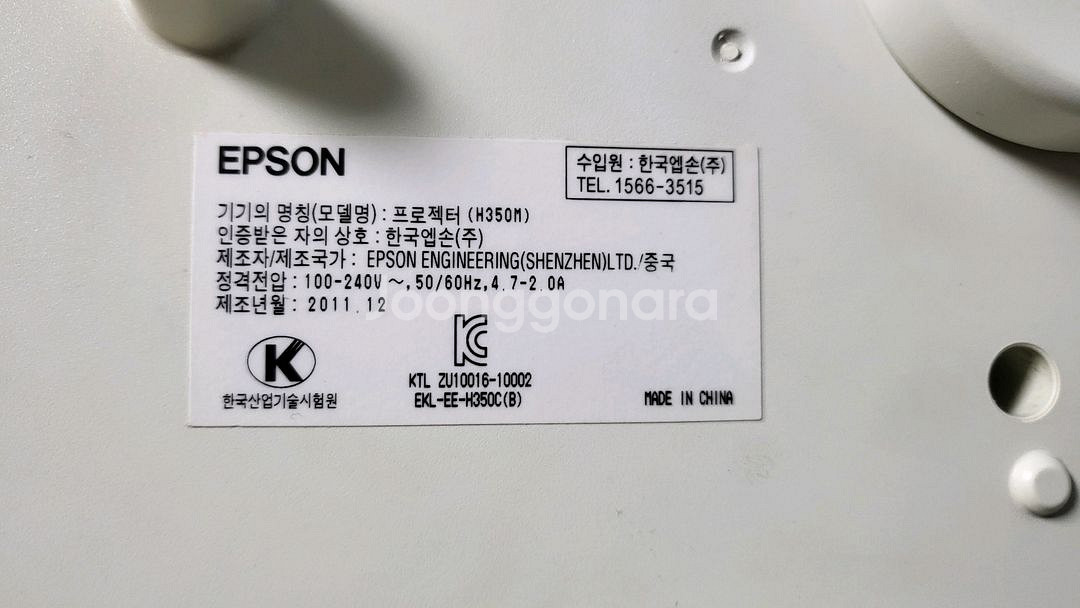 EPSON
수입원 : 한국엡손(주)
TEL. 1566-3515
기기의 명칭(모델명) : 프로젝터 (H350M)
인증받은 자의 상호 : 한국엡손(주)
제조자/제조국가 : EPSON ENGINEERING(SHENZHEN)LTD./중국
정격전압 : 100-240V ~, 50/60Hz, 4.7-2.0A
제조년월 : 2011.12
Joonggonara
K
한국산업기술시험원
KC
KTL ZU10016-10002
EKL-EE-H350C(B)
MADE IN CHINA